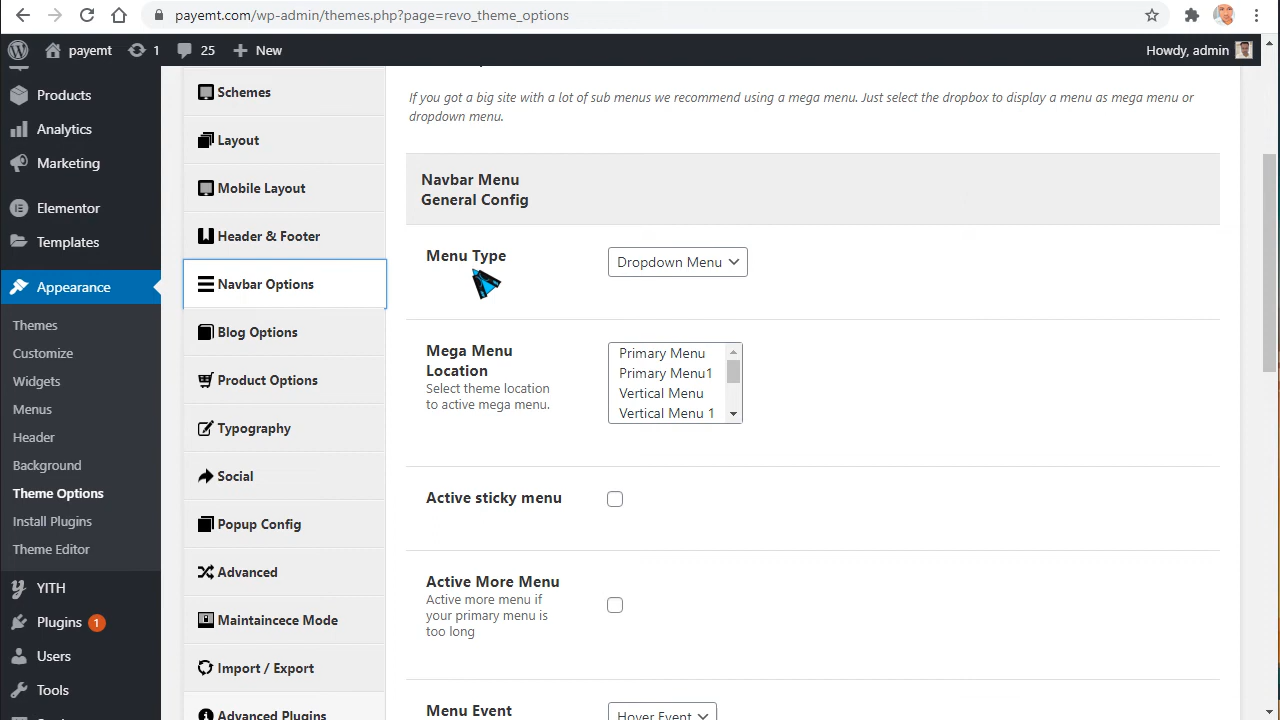 payemt.com/wp-admin/themes.php?page=revo_theme_options
payemt
1
25
New
Howdy, admin
Products
Analytics
Marketing
Elementor
Templates
Appearance
Themes
Customize
Widgets
Menus
Header
Background
Theme Options
Install Plugins
Theme Editor
YITH
Plugins 1
Users
Tools
Schemes
Layout
Mobile Layout
Header & Footer
Navbar Options
Blog Options
Product Options
Typography
Social
Popup Config
Advanced
Maintaincece Mode
Import / Export
Advanced Plugins
If you got a big site with a lot of sub menus we recommend using a mega menu. Just select the dropbox to display a menu as mega menu or
dropdown menu.
Navbar Menu
General Config
Menu Type
Dropdown Menu
Mega Menu
Location
Select theme location
to active mega menu.
Primary Menu
Primary Menu1
Vertical Menu
Vertical Menu 1
Active sticky menu
Active More Menu
Active more menu if
your primary menu is
too long
Menu Event
Hover Event